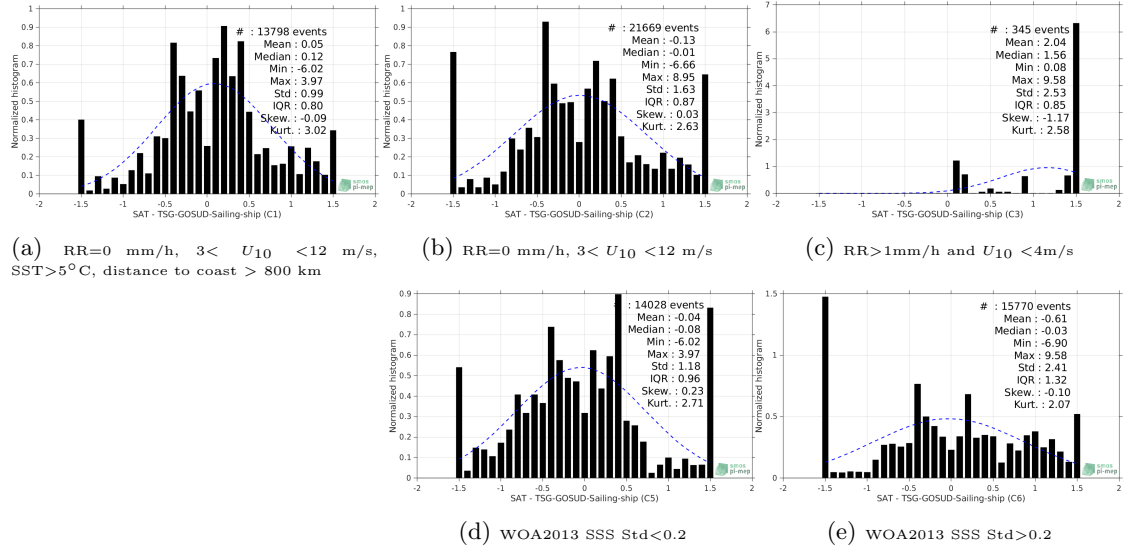 1
0.9
0.8
0.7
0.6
0.5
0.4
0.3
0.2
0.1
0
Normalized histogram
# : 13798 events
Mean : 0.05
Median : 0.12
Min : -6.02
Max : 3.97
Std : 0.99
IQR : 0.80
Skew. : -0.09
Kurt. : 3.02
smos
pi-mep
-2 -1.5 -1 -0.5 0 0.5 1 1.5 2
SAT - TSG-GOSUD-Sailing-ship (C1)
(a) RR=0 mm/h, 3< U10 <12 m/s,
SST>5°C, distance to coast > 800 km
1
0.9
0.8
0.7
0.6
0.5
0.4
0.3
0.2
0.1
0
Normalized histogram
# : 21669 events
Mean : -0.13
Median : -0.01
Min : -6.66
Max : 8.95
Std : 1.63
IQR : 0.87
Skew. : 0.03
Kurt. : 2.63
smos
pi-mep
-2 -1.5 -1 -0.5 0 0.5 1 1.5 2
SAT - TSG-GOSUD-Sailing-ship (C2)
(b) RR=0 mm/h, 3< U10 <12 m/s
7
6
5
4
3
2
1
0
Normalized histogram
# : 345 events
Mean : 2.04
Median : 1.56
Min : 0.08
Max : 9.58
Std : 2.53
IQR : 0.85
Skew. : -1.17
Kurt. : 2.58
smos
pi-mep
-2 -1.5 -1 -0.5 0 0.5 1 1.5 2
SAT - TSG-GOSUD-Sailing-ship (C3)
(c) RR>1mm/h and U10 <4m/s
0.9
0.8
0.7
0.6
0.5
0.4
0.3
0.2
0.1
0
Normalized histogram
# : 14028 events
Mean : -0.04
Median : -0.08
Min : -6.02
Max : 3.97
Std : 1.18
IQR : 0.96
Skew. : 0.23
Kurt. : 2.71
smos
pi-mep
-2 -1.5 -1 -0.5 0 0.5 1 1.5 2
SAT - TSG-GOSUD-Sailing-ship (C5)
(d) WOA2013 SSS Std<0.2
1.5
1
0.5
0
Normalized histogram
# : 15770 events
Mean : -0.61
Median : -0.03
Min : -6.90
Max : 9.58
Std : 2.41
IQR : 1.32
Skew. : -0.10
Kurt. : 2.07
smos
pi-mep
-2 -1.5 -1 -0.5 0 0.5 1 1.5 2
SAT - TSG-GOSUD-Sailing-ship (C6)
(e) WOA2013 SSS Std>0.2